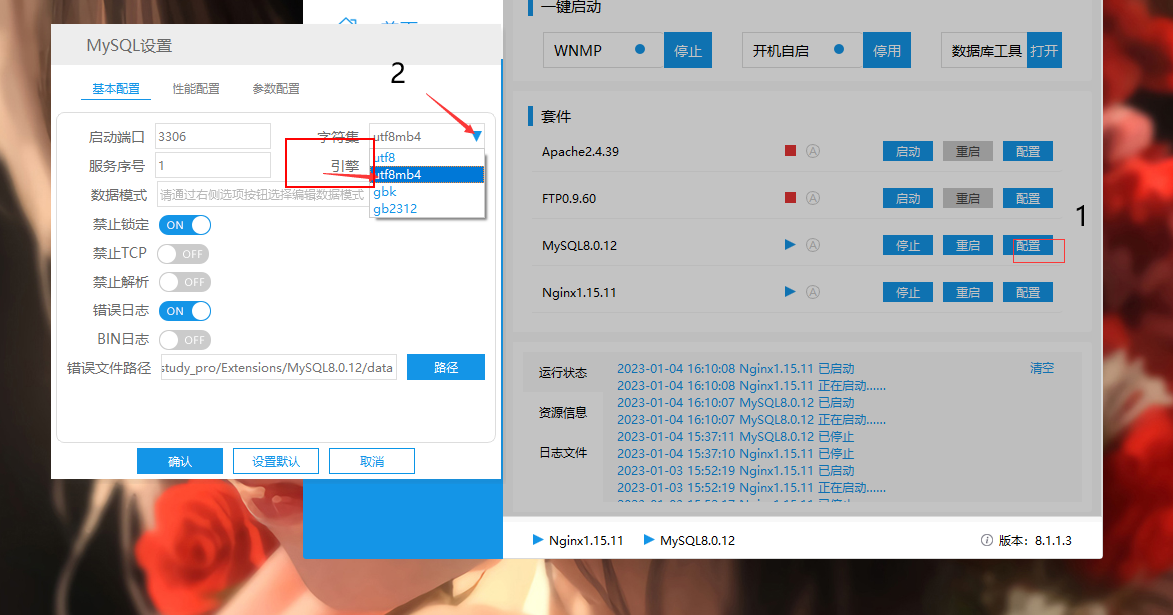 首页
一键启动
WNMP 停止 开机自启 停用 数据库工具 打开
MySQL设置
2
基本配置 性能配置 参数配置
启动端口 3306 字符集 utf8mb4
utf8
utf8mb4
gbk
gb2312
服务序号 1 引擎
数据模式 请通过右侧选项按钮选择编辑数据模式
禁止锁定 ON
禁止TCP OFF
禁止解析 OFF
错误日志 ON
BIN日志 OFF
错误文件路径 study_pro/Extensions/MySQL8.0.12/data 路径
确认 设置默认 取消
套件
Apache2.4.39 A 启动 重启 配置
FTP0.9.60 A 启动 重启 配置
1
MySQL8.0.12 A 停止 重启 配置
Nginx1.15.11 A 停止 重启 配置
运行状态
资源信息
日志文件
清空
2023-01-04 16:10:08 Nginx1.15.11 已启动
2023-01-04 16:10:08 Nginx1.15.11 正在启动......
2023-01-04 16:10:07 MySQL8.0.12 已启动
2023-01-04 16:10:07 MySQL8.0.12 正在启动......
2023-01-04 15:37:11 MySQL8.0.12 已停止
2023-01-04 15:37:10 Nginx1.15.11 已停止
2023-01-03 15:52:19 Nginx1.15.11 已启动
2023-01-03 15:52:19 Nginx1.15.11 正在启动......
Nginx1.15.11 MySQL8.0.12 版本：8.1.1.3